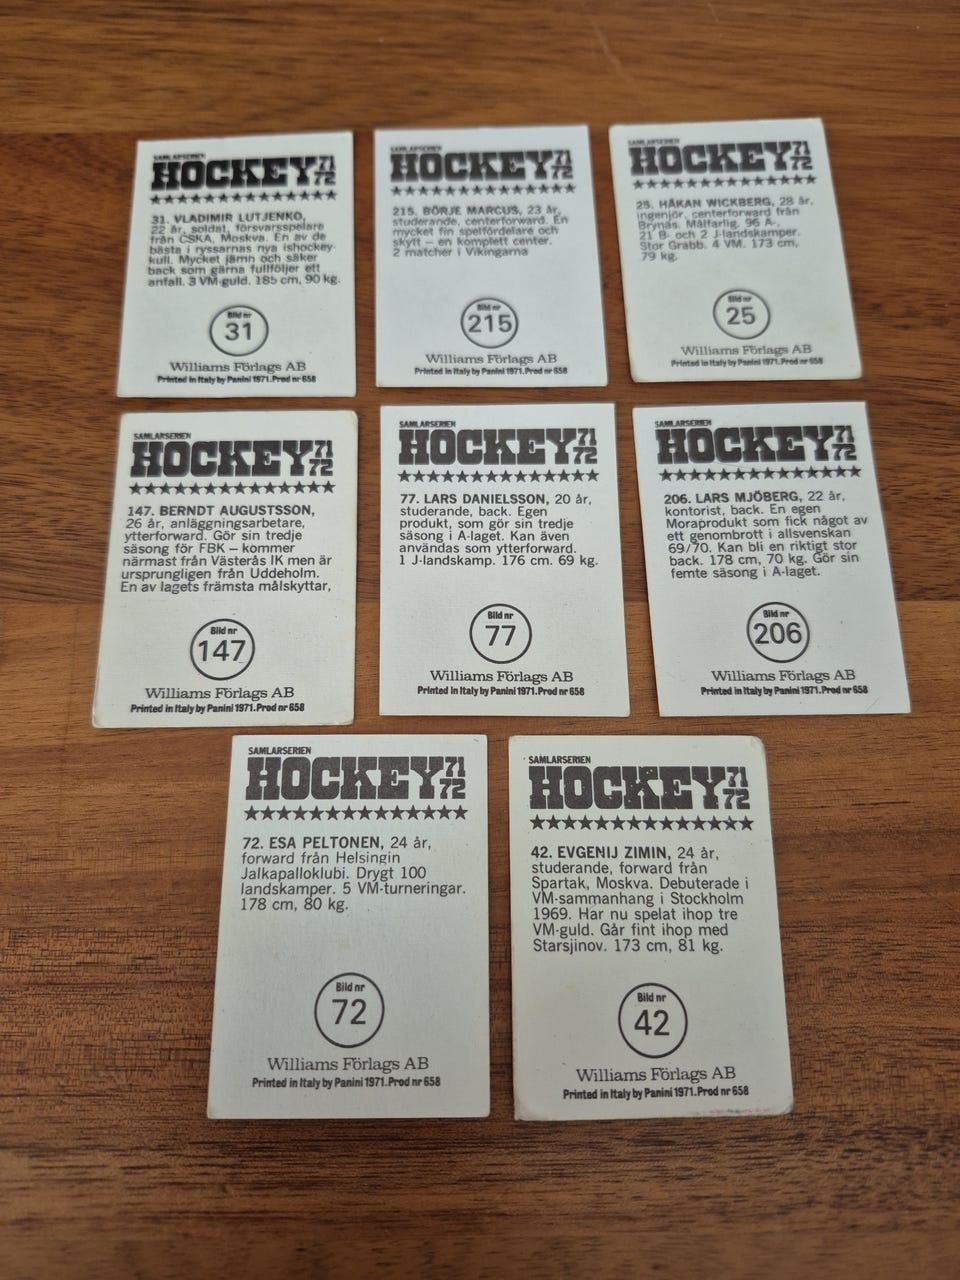 SAMLARSERIEN
HOCKEY 71 72
31. VLADIMIR LUTJENKO,
22 år, soldat, försvarsspelare
från CSKA, Moskva. En av de
bästa i ryssarnas nya ishockey-
kull. Mycket jämn och säker
back som gärna fullföljer ett
anfall. 3 VM-guld. 185 cm, 90 kg.
Bild nr
31
Williams Förlags AB
Printed in Italy by Panini 1971. Prod nr 658
SAMLARSERIEN
HOCKEY 71 72
215. BÖRJE MARCUS, 23 år,
studerande, centerforward. En
mycket fin spelfördelare och
skytt – en komplett center.
2 matcher i Vikingarna
Bild nr
215
Williams Förlags AB
Printed in Italy by Panini 1971. Prod nr 658
SAMLARSERIEN
HOCKEY 71 72
25. HÅKAN WICKBERG, 28 år,
ingenjör, centerforward från
Brynäs. Målfarlig. 96 A-,
21 B- och 2 J-landskamper.
Stor Grabb. 4 VM. 173 cm,
79 kg.
Bild nr
25
Williams Förlags AB
Printed in Italy by Panini 1971. Prod nr 658
SAMLARSERIEN
HOCKEY 71 72
147. BERNDT AUGUSTSSON,
26 år, anläggningsarbetare,
ytterforward. Gör sin tredje
säsong för FBK – kommer
närmast från Västerås IK men är
ursprungligen från Uddeholm.
En av lagets främsta målskyttar,
Bild nr
147
Williams Förlags AB
Printed in Italy by Panini 1971. Prod nr 658
SAMLARSERIEN
HOCKEY 71 72
77. LARS DANIELSSON, 20 år,
studerande, back. Egen
produkt, som gör sin tredje
säsong i A-laget. Kan även
användas som ytterforward.
1 J-landskamp. 176 cm. 69 kg.
Bild nr
77
Williams Förlags AB
Printed in Italy by Panini 1971. Prod nr 658
SAMLARSERIEN
HOCKEY 71 72
206. LARS MJÖBERG, 22 år,
kontorist, back. En egen
Moraprodukt som fick något av
ett genombrott i allsvenskan
69/70. Kan bli en riktigt stor
back. 178 cm, 70 kg. Gör sin
femte säsong i A-laget.
Bild nr
206
Williams Förlags AB
Printed in Italy by Panini 1971. Prod nr 658
SAMLARSERIEN
HOCKEY 71 72
72. ESA PELTONEN, 24 år,
forward från Helsingin
Jalkapalloklubi. Drygt 100
landskamper. 5 VM-turneringar.
178 cm, 80 kg.
Bild nr
72
Williams Förlags AB
Printed in Italy by Panini 1971. Prod nr 658
SAMLARSERIEN
HOCKEY 71 72
42. EVGENIJ ZIMIN, 24 år,
studerande, forward från
Spartak, Moskva. Debuterade i
VM-sammanhang i Stockholm
1969. Har nu spelat ihop tre
VM-guld. Går fint ihop med
Starsjinov. 173 cm, 81 kg.
Bild nr
42
Williams Förlags AB
Printed in Italy by Panini 1971. Prod nr 658